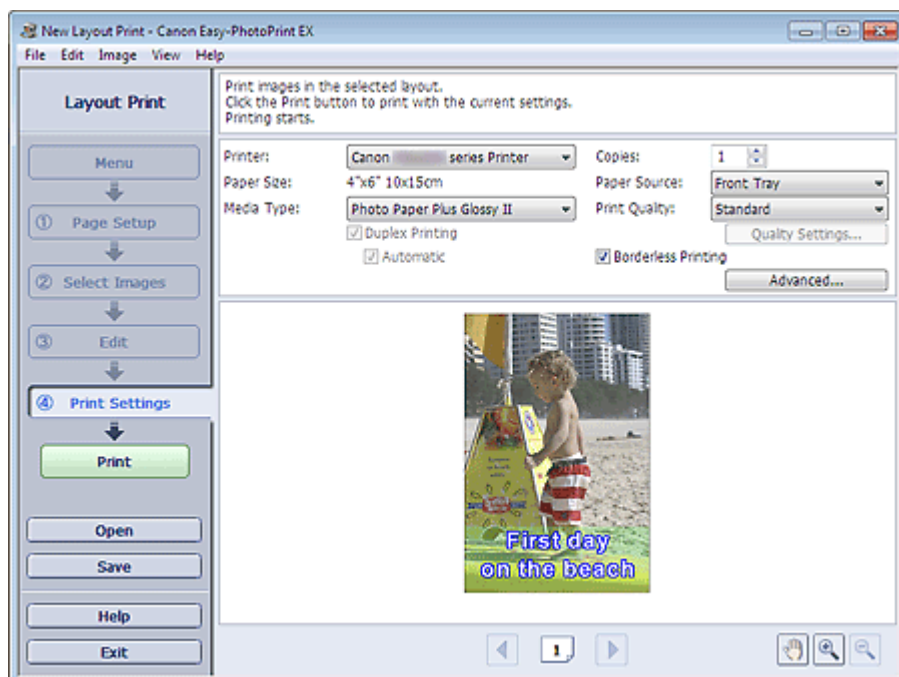 New Layout Print - Canon Easy-PhotoPrint EX
File Edit Image View Help
Layout Print
Menu
① Page Setup
② Select Images
③ Edit
④ Print Settings
Print
Open
Save
Help
Exit
Print images in the selected layout.
Click the Print button to print with the current settings.
Printing starts.
Printer: Canon series Printer
Copies: 1
Paper Size: 4"x6" 10x15cm
Paper Source: Front Tray
Media Type: Photo Paper Plus Glossy II
Print Quality: Standard
Duplex Printing
Quality Settings...
Automatic
Borderless Printing
Advanced...
First day
on the beach
1